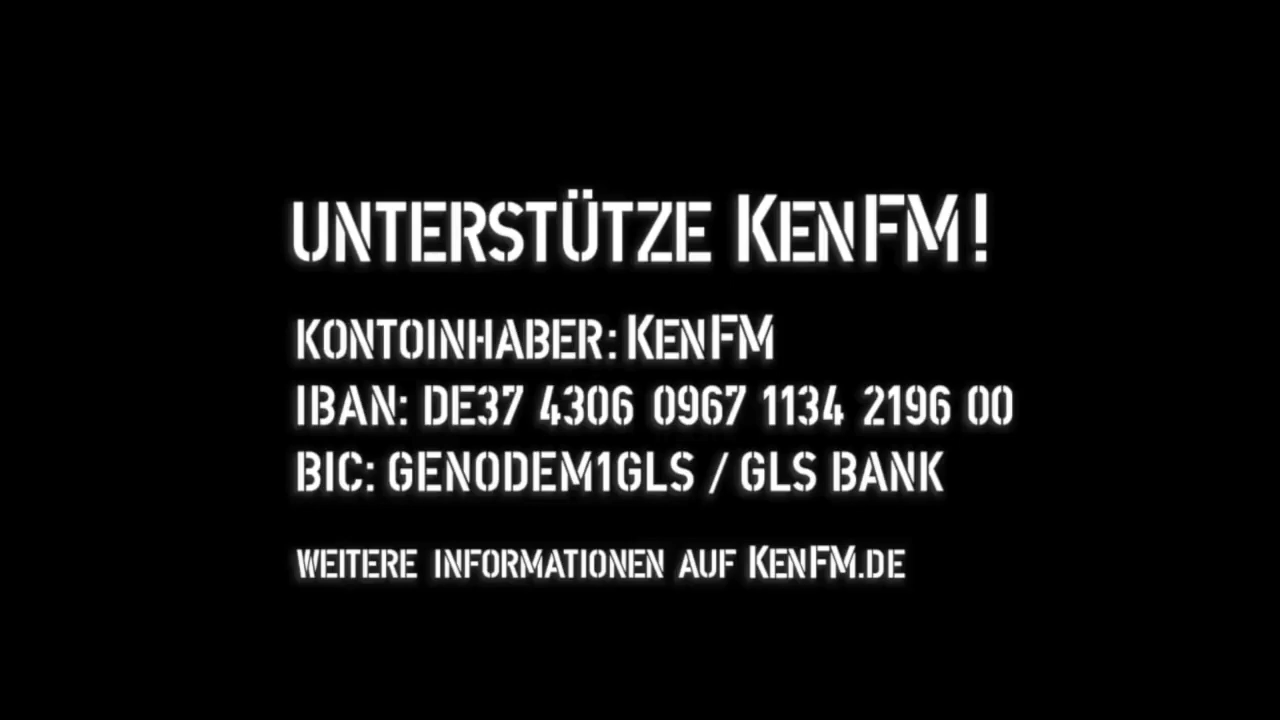 UNTERSTÜTZE KENFM!
KONTOINHABER: KENFM
IBAN: DE37 4306 0967 1134 2196 00
BIC: GENODEM1GLS / GLS BANK
WEITERE INFORMATIONEN AUF KENFM.DE